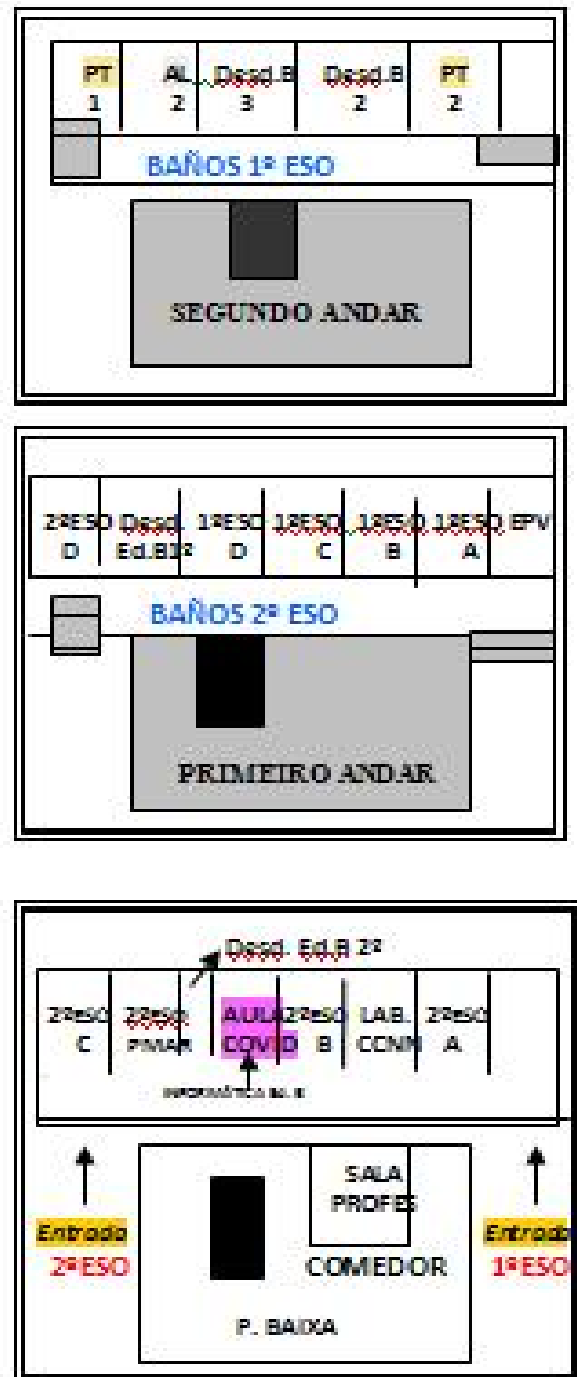 PT AL Desd.B Desd.B PT
1 2 3 2 2
BAÑOS 1º ESO
SEGUNDO ANDAR
2ºESO Desd. 1ºESO 1ºESO 1ºESO 1ºESO EPV
D Ed.B1º D C B A
BAÑOS 2º ESO
PRIMEIRO ANDAR
Desd. Ed.B 2º
2ºESO 2ºESO AULA 2ºESO LAB. 2ºESO
C PMAR COVID B CCNN A
INFORMÁTICA Ed. B
SALA
PROFES
Entrada Entrada
2ºESO COMEDOR 1ºESO
P. BAIXA